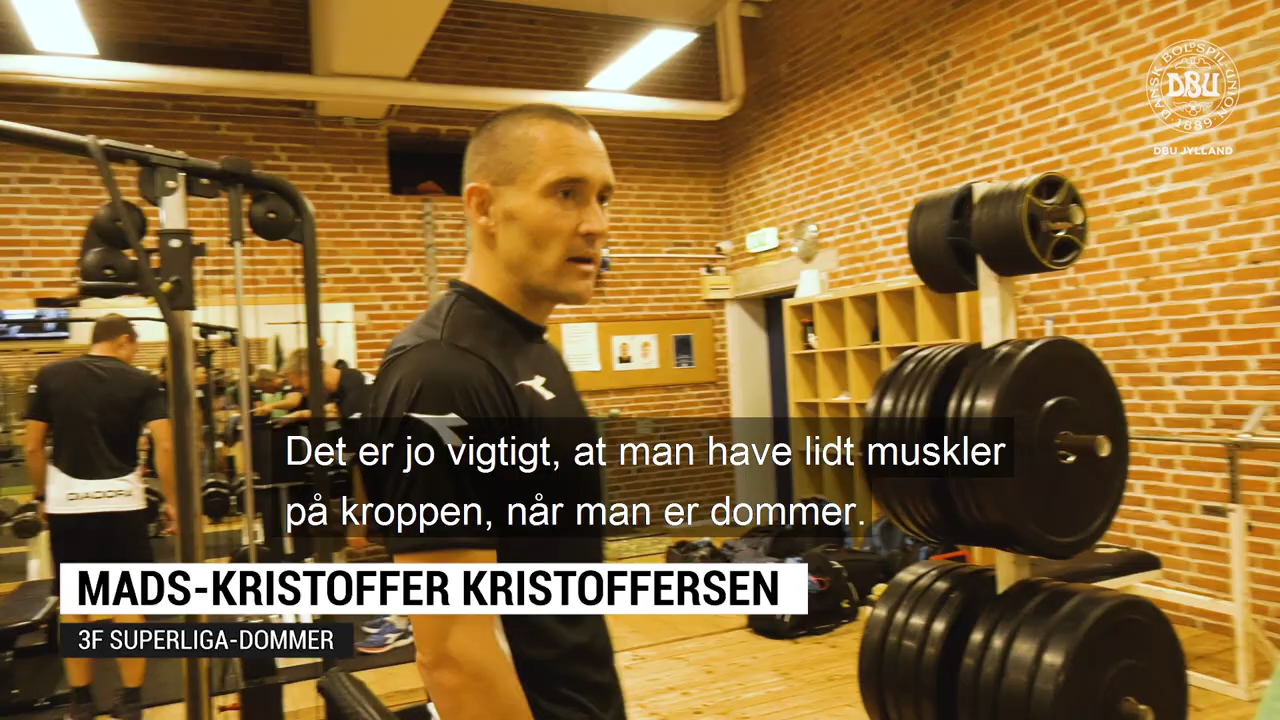 DANSK BOLDSPIL-UNION
DBU
1889
DBU JYLLAND
DIADORA
Det er jo vigtigt, at man have lidt muskler
på kroppen, når man er dommer.
MADS-KRISTOFFER KRISTOFFERSEN
3F SUPERLIGA-DOMMER